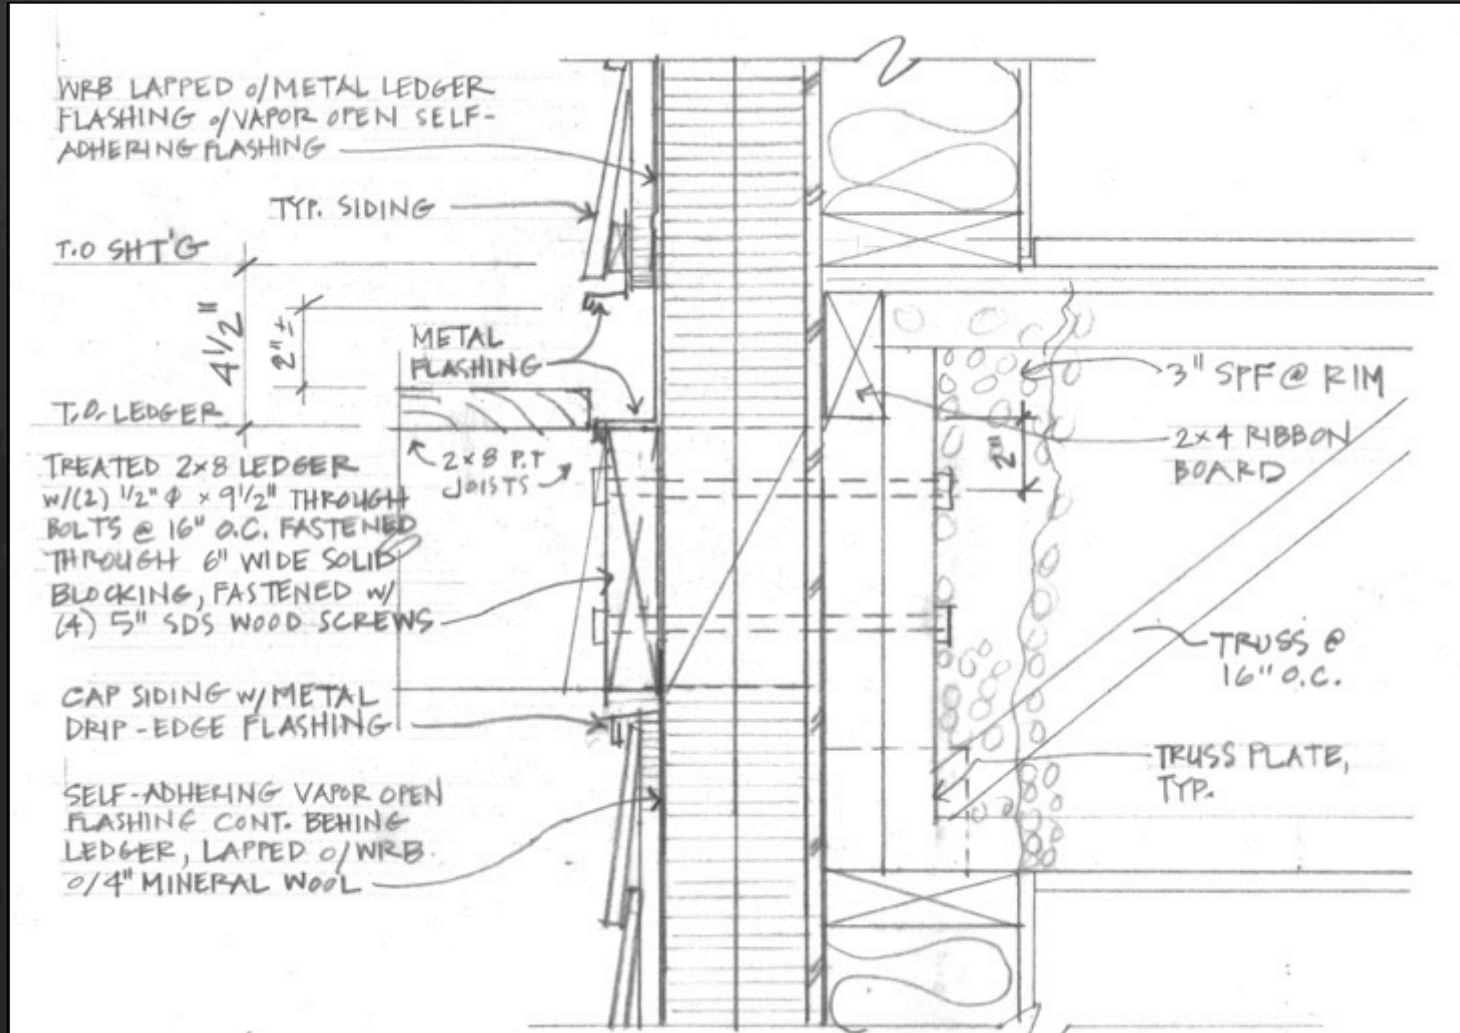 WRB LAPPED o/METAL LEDGER
FLASHING o/VAPOR OPEN SELF-
ADHERING FLASHING
TYP. SIDING
T.O SHT'G
4 1/2"
2"±
METAL
FLASHING
T.O. LEDGER
2x8 P.T
JOISTS
TREATED 2x8 LEDGER
w/(2) 1/2" ϕ x 9 1/2" THROUGH
BOLTS @ 16" O.C. FASTENED
THROUGH 6" WIDE SOLID
BLOCKING, FASTENED w/
(4) 5" SDS WOOD SCREWS
CAP SIDING w/METAL
DRIP-EDGE FLASHING
SELF-ADHERING VAPOR OPEN
FLASHING CONT. BEHING
LEDGER, LAPPED o/WRB
o/4" MINERAL WOOL
3" SPF @ RIM
2x4 RIBBON
BOARD
2"
TRUSS @
16" O.C.
TRUSS PLATE,
TYP.